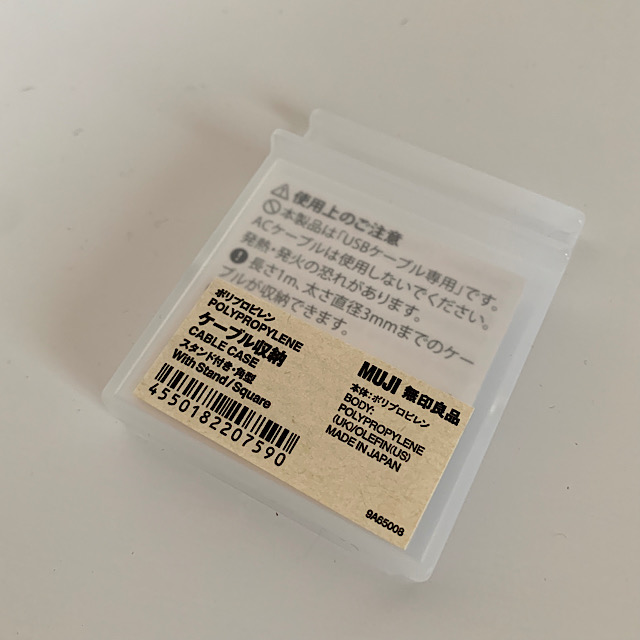 ⚠使用上のご注意
本製品は「USBケーブル専用」です。
ACケーブルは使用しないでください。
発熱・発火の恐れがあります。
長さ1m、太さ直径3mmまでのケー
ブルが収納できます。
ポリプロピレン
POLYPROPYLENE
ケーブル収納
CABLE CASE
スタンド付き・角型
With Stand/Square
4550182207590
MUJI 無印良品
本体:ポリプロピレン
BODY:
POLYPROPYLENE
(UK)/OLEFIN(US)
MADE IN JAPAN
9A65008